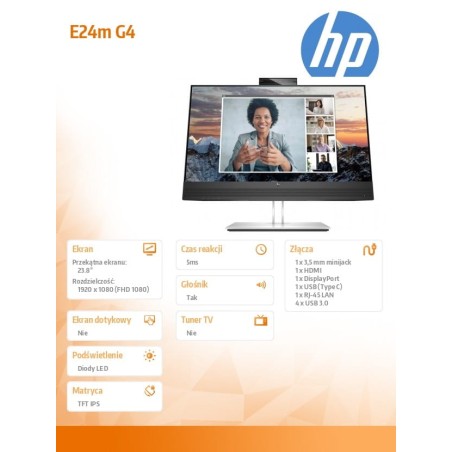 E24m G4
hp
Ekran
Przekątna ekranu:
23.8"
Rozdzielczość:
1920 x 1080 (FHD 1080)
Ekran dotykowy
Nie
Podświetlenie
Diody LED
Matryca
TFT IPS
Czas reakcji
5ms
Głośnik
Tak
Tuner TV
Nie
Złącza
1 x 3,5 mm minijack
1 x HDMI
1 x DisplayPort
1 x USB (Type C)
1 x RJ-45 LAN
4 x USB 3.0